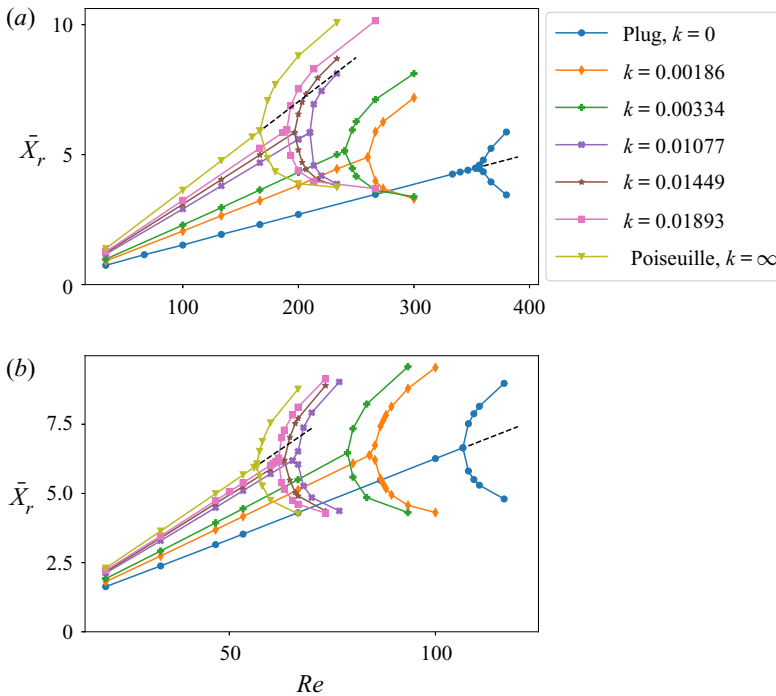 (a)
10
5
0
X̄r
100
200
300
400
Plug, k = 0
k = 0.00186
k = 0.00334
k = 0.01077
k = 0.01449
k = 0.01893
Poiseuille, k = ∞
(b)
7.5
5.0
2.5
0
X̄r
50
100
Re